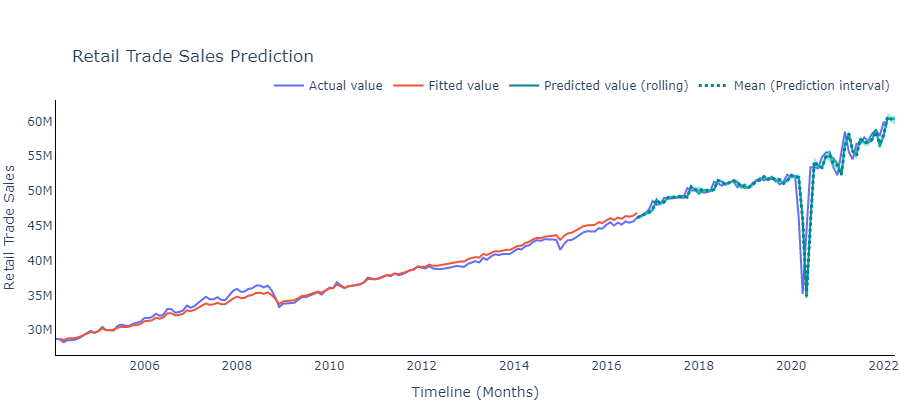 Retail Trade Sales Prediction
Actual value Fitted value Predicted value (rolling) Mean (Prediction interval)
60M
55M
50M
45M
40M
35M
30M
Retail Trade Sales
2006 2008 2010 2012 2014 2016 2018 2020 2022
Timeline (Months)